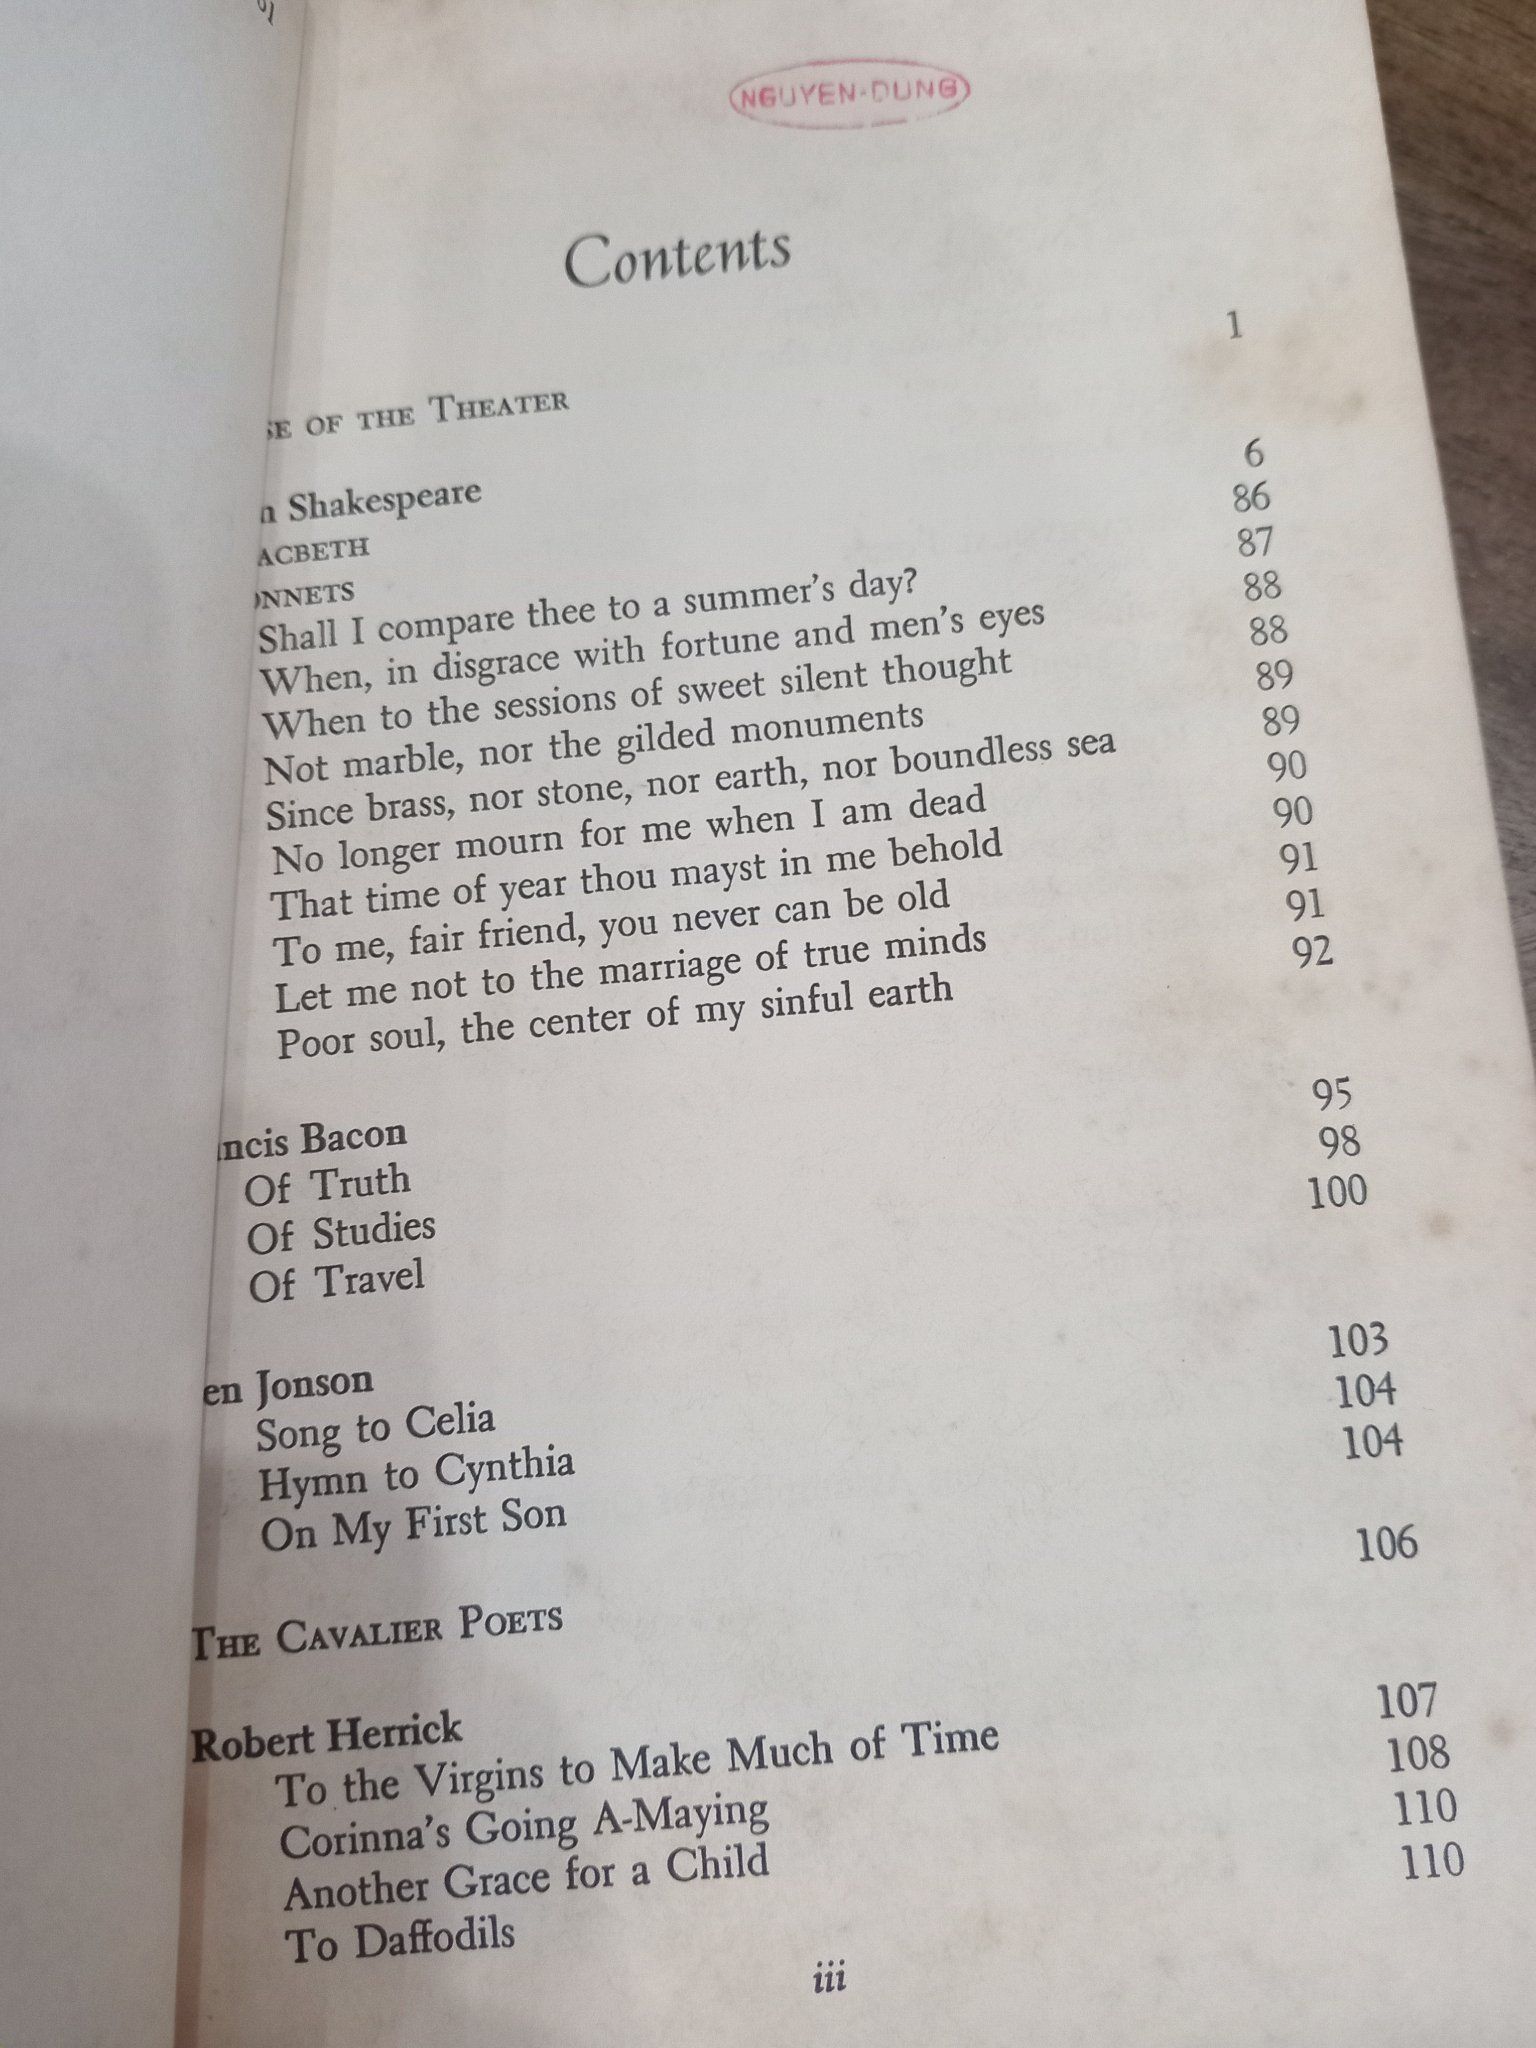 NGUYEN-DUNG
Contents
SE OF THE THEATER 1
n Shakespeare
ACBETH 6
ONNETS 86
Shall I compare thee to a summer's day? 87
When, in disgrace with fortune and men's eyes 88
When to the sessions of sweet silent thought 88
Not marble, nor the gilded monuments 89
Since brass, nor stone, nor earth, nor boundless sea 89
No longer mourn for me when I am dead 90
That time of year thou mayst in me behold 90
To me, fair friend, you never can be old 91
Let me not to the marriage of true minds 91
Poor soul, the center of my sinful earth 92
ncis Bacon
Of Truth 95
Of Studies 98
Of Travel 100
en Jonson
Song to Celia 103
Hymn to Cynthia 104
On My First Son 104
THE CAVALIER POETS 106
Robert Herrick
To the Virgins to Make Much of Time 107
Corinna's Going A-Maying 108
Another Grace for a Child 110
To Daffodils 110
iii